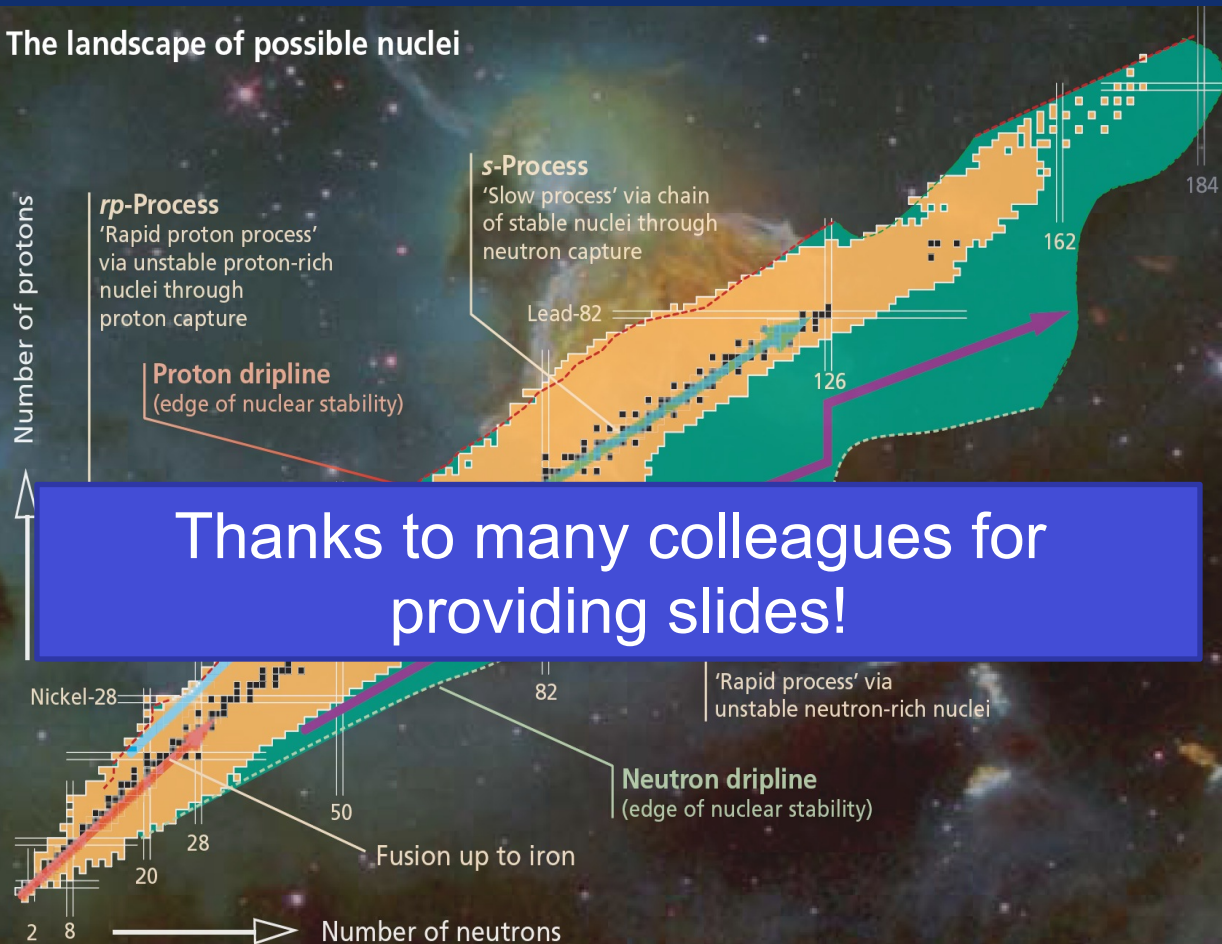 The landscape of possible nuclei
s-Process
'Slow process' via chain
of stable nuclei through
neutron capture
184
rp-Process
'Rapid proton process'
via unstable proton-rich
nuclei through
proton capture
162
Lead-82
Number of protons
Proton dripline
(edge of nuclear stability)
126
Thanks to many colleagues for
providing slides!
Nickel-28
82
'Rapid process' via
unstable neutron-rich nuclei
Neutron dripline
(edge of nuclear stability)
50
28
Fusion up to iron
20
2
8
Number of neutrons